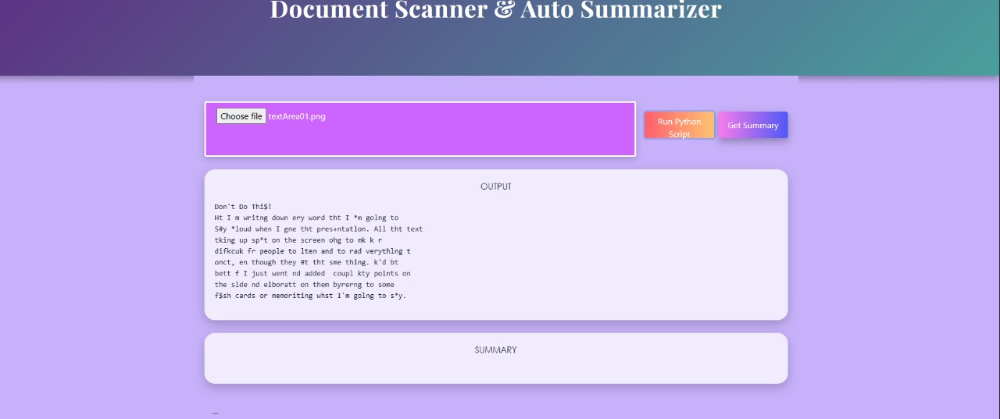 Document Scanner & Auto Summarizer
Choose file textArea01.png
Run Python
Script
Get Summary
OUTPUT
Don't Do Thi$!
Ht I m writng down ery word tht I *m golng to
S#y *loud when I gne tht pres+ntatlon. All tht text
tking up sp*t on the screen ohg to mk k r
difkcuk fr people to lten and to rad verythlng t
onct, en though they #t tht sme thing. k'd bt
bett f I just went nd added  coupl kty points on
the slde nd elboratt on them byrerng to some
f$sh cards or memoriting whst I'm golng to s*y.
SUMMARY
...